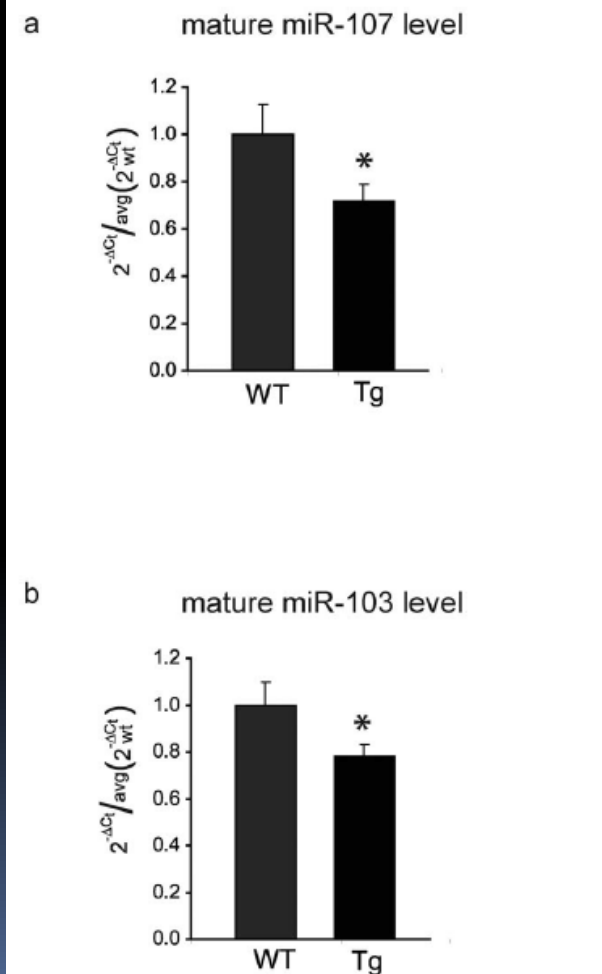 a
mature miR-107 level
2^-ΔCt/avg(2^-ΔCt wt)
1.2
1.0
0.8
0.6
0.4
0.2
0.0
*
WT Tg
b
mature miR-103 level
2^-ΔCt/avg(2^-ΔCt wt)
1.2
1.0
0.8
0.6
0.4
0.2
0.0
*
WT Tg